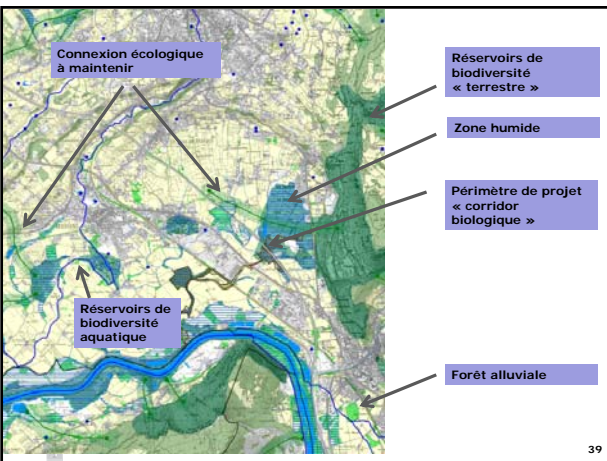 Connexion écologique
à maintenir
Réservoirs de
biodiversité
« terrestre »
Zone humide
Périmètre de projet
« corridor
biologique »
Réservoirs de
biodiversité
aquatique
Forêt alluviale
39